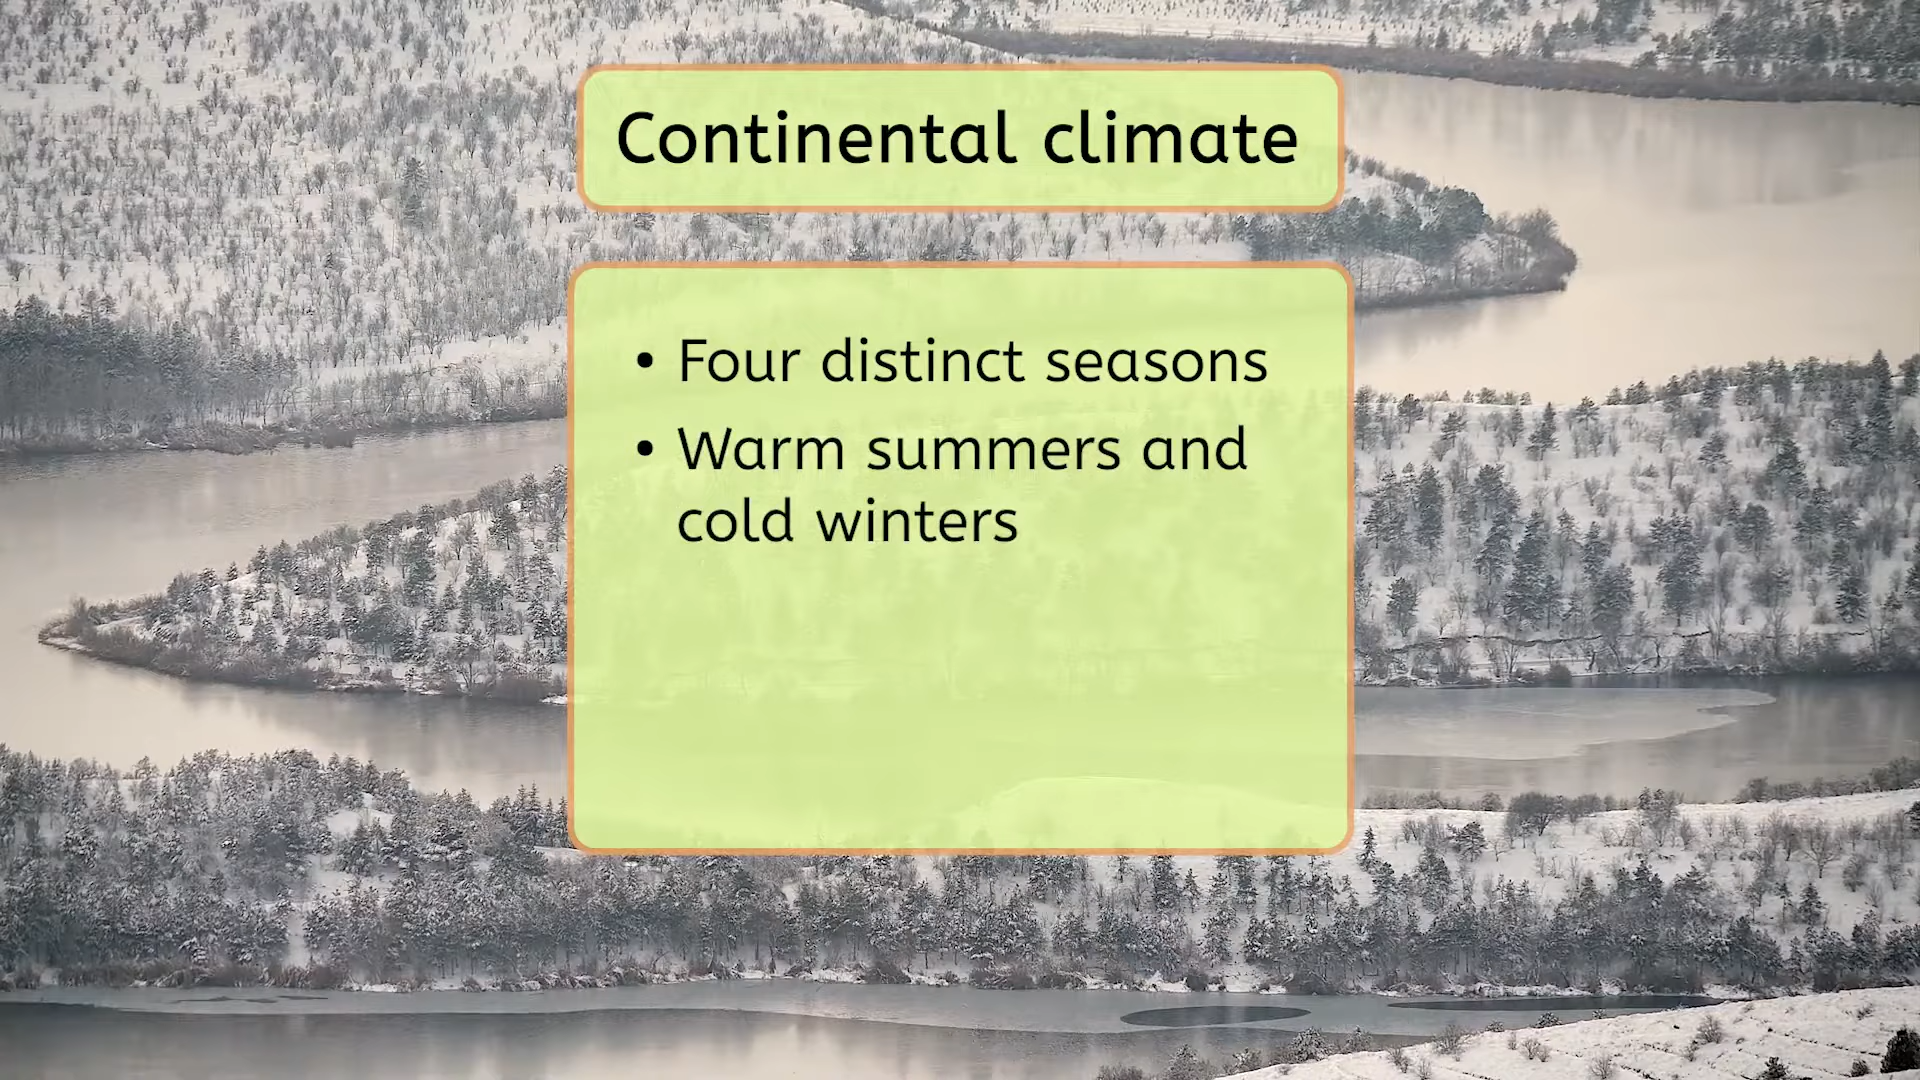 Continental climate
• Four distinct seasons
• Warm summers and
cold winters